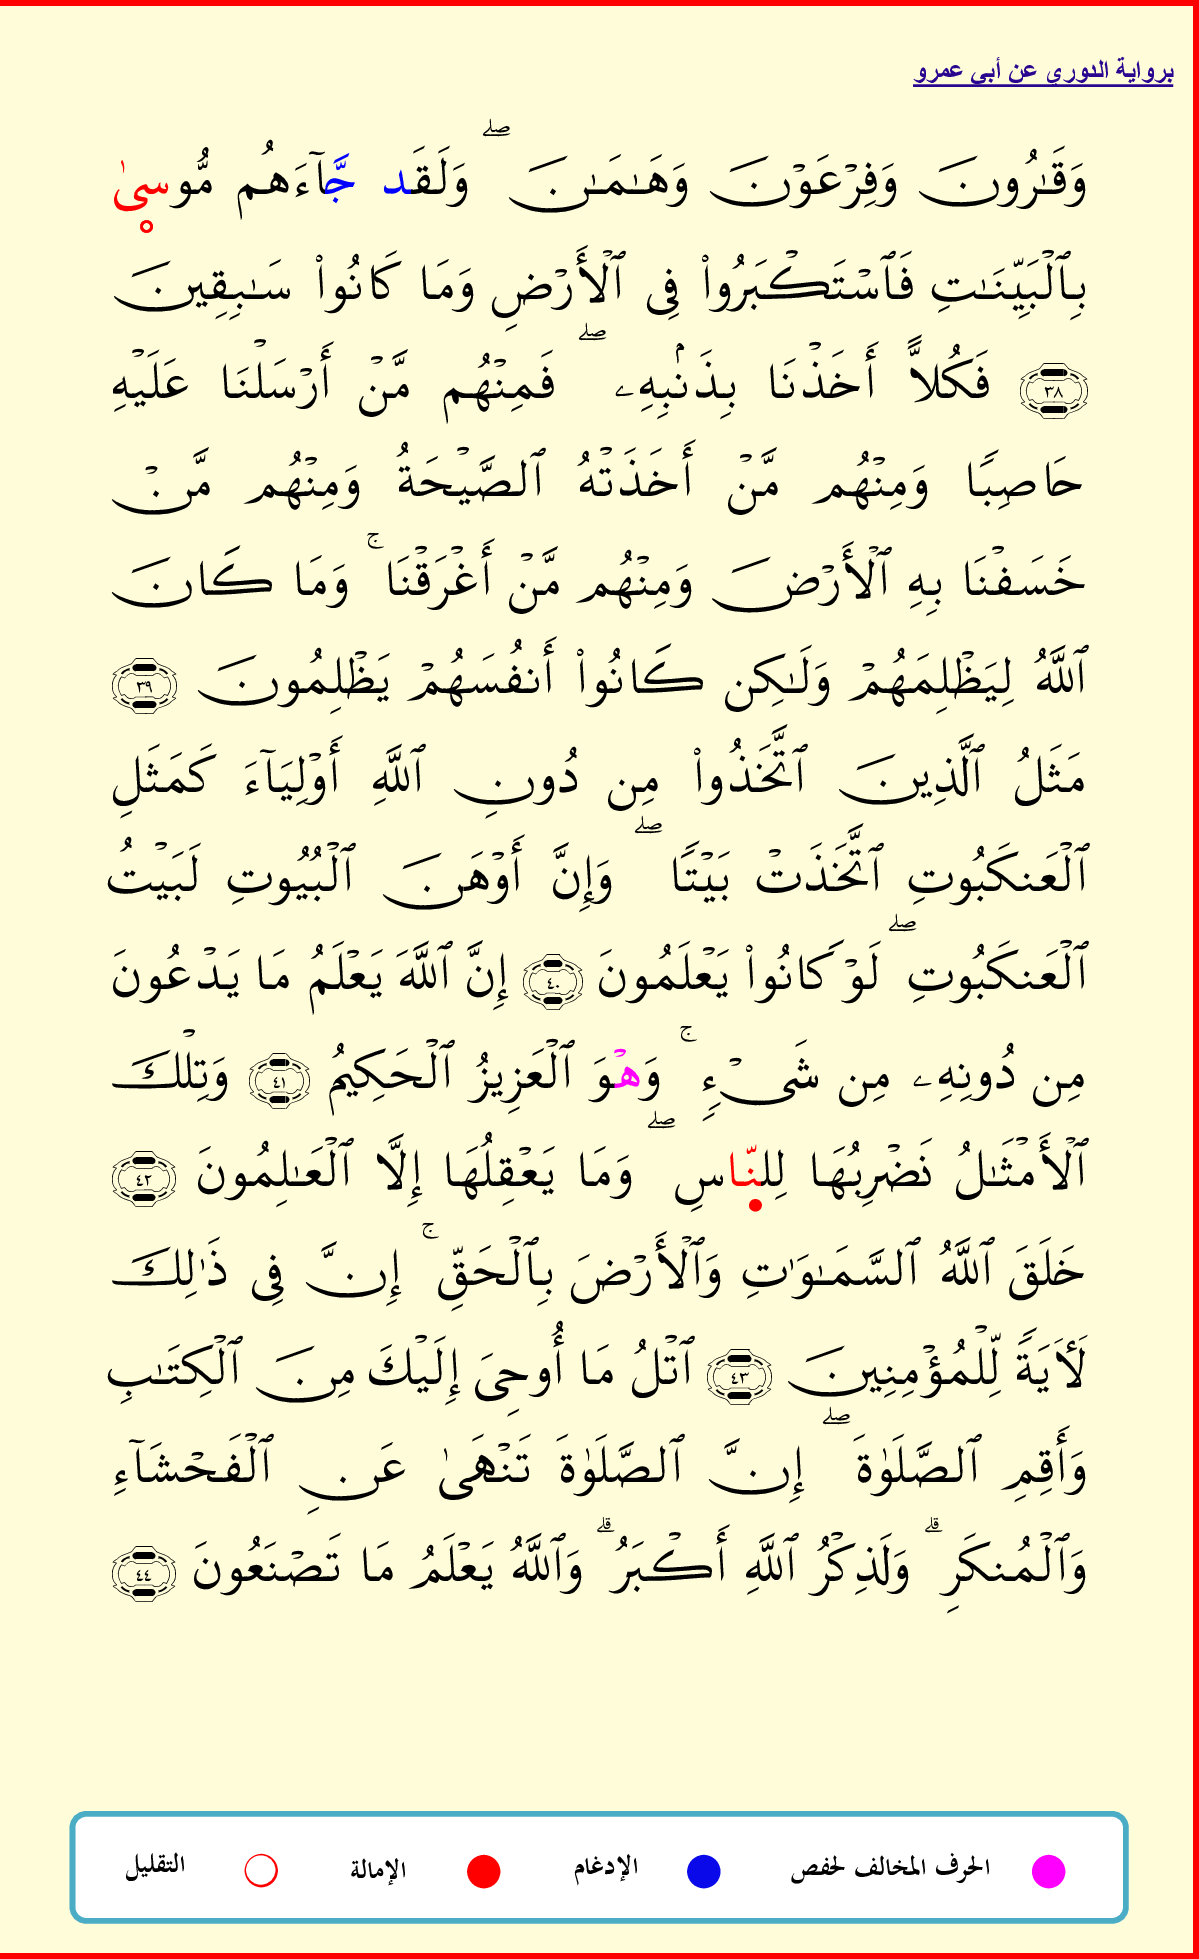 برواية الدوري عن أبي عمرو
وَقَٰرُونَ وَفِرْعَوْنَ وَهَٰمَٰنَ ۖ وَلَقَد جَّآءَهُم مُّوسىٰ
بِٱلْبَيِّنَٰتِ فَٱسْتَكْبَرُوا۟ فِى ٱلْأَرْضِ وَمَا كَانُوا۟ سَٰبِقِينَ
٣٨ فَكُلاًّ أَخَذْنَا بِذَنۢبِهِۦ ۖ فَمِنْهُم مَّنْ أَرْسَلْنَا عَلَيْهِ
حَاصِبًا وَمِنْهُم مَّنْ أَخَذَتْهُ ٱلصَّيْحَةُ وَمِنْهُم مَّنْ
خَسَفْنَا بِهِ ٱلْأَرْضَ وَمِنْهُم مَّنْ أَغْرَقْنَا ۚ وَمَا كَانَ
ٱللَّهُ لِيَظْلِمَهُمْ وَلَٰكِن كَانُوا۟ أَنفُسَهُمْ يَظْلِمُونَ ٣٩
مَثَلُ ٱلَّذِينَ ٱتَّخَذُوا۟ مِن دُونِ ٱللَّهِ أَوْلِيَآءَ كَمَثَلِ
ٱلْعَنكَبُوتِ ٱتَّخَذَتْ بَيْتًا ۖ وَإِنَّ أَوْهَنَ ٱلْبُيُوتِ لَبَيْتُ
ٱلْعَنكَبُوتِ ۖ لَوْ كَانُوا۟ يَعْلَمُونَ ٤٠ إِنَّ ٱللَّهَ يَعْلَمُ مَا يَدْعُونَ
مِن دُونِهِۦ مِن شَىْءٍ ۚ وَهْوَ ٱلْعَزِيزُ ٱلْحَكِيمُ ٤١ وَتِلْكَ
ٱلْأَمْثَٰلُ نَضْرِبُهَا لِلنّاسِ ۖ وَمَا يَعْقِلُهَا إِلَّا ٱلْعَٰلِمُونَ ٤٢
خَلَقَ ٱللَّهُ ٱلسَّمَٰوَٰتِ وَٱلْأَرْضَ بِٱلْحَقِّ ۚ إِنَّ فِى ذَٰلِكَ
لَأَيَةً لِّلْمُؤْمِنِينَ ٤٣ ٱتْلُ مَا أُوحِىَ إِلَيْكَ مِنَ ٱلْكِتَٰبِ
وَأَقِمِ ٱلصَّلَوٰةَ ۖ إِنَّ ٱلصَّلَوٰةَ تَنْهَىٰ عَنِ ٱلْفَحْشَآءِ
وَٱلْمُنكَرِ ۗ وَلَذِكْرُ ٱللَّهِ أَكْبَرُ ۗ وَٱللَّهُ يَعْلَمُ مَا تَصْنَعُونَ ٤٤
الحرف المخالف لحفص الإدغام الإمالة التقليل